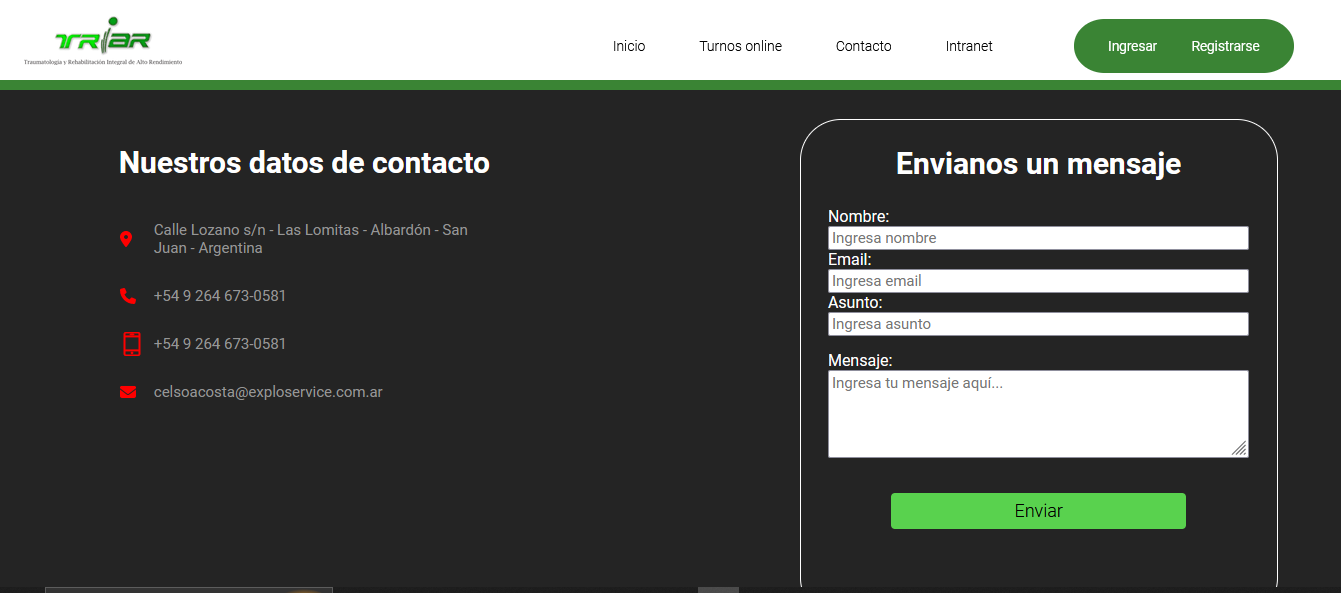 TRiAR
Traumatología y Rehabilitación Integral de Alto Rendimiento
Inicio
Turnos online
Contacto
Intranet
Ingresar
Registrarse
Nuestros datos de contacto
Calle Lozano s/n - Las Lomitas - Albardón - San
Juan - Argentina
+54 9 264 673-0581
+54 9 264 673-0581
celsoacosta@exploservice.com.ar
Envianos un mensaje
Nombre:
Ingresa nombre
Email:
Ingresa email
Asunto:
Ingresa asunto
Mensaje:
Ingresa tu mensaje aquí...
Enviar